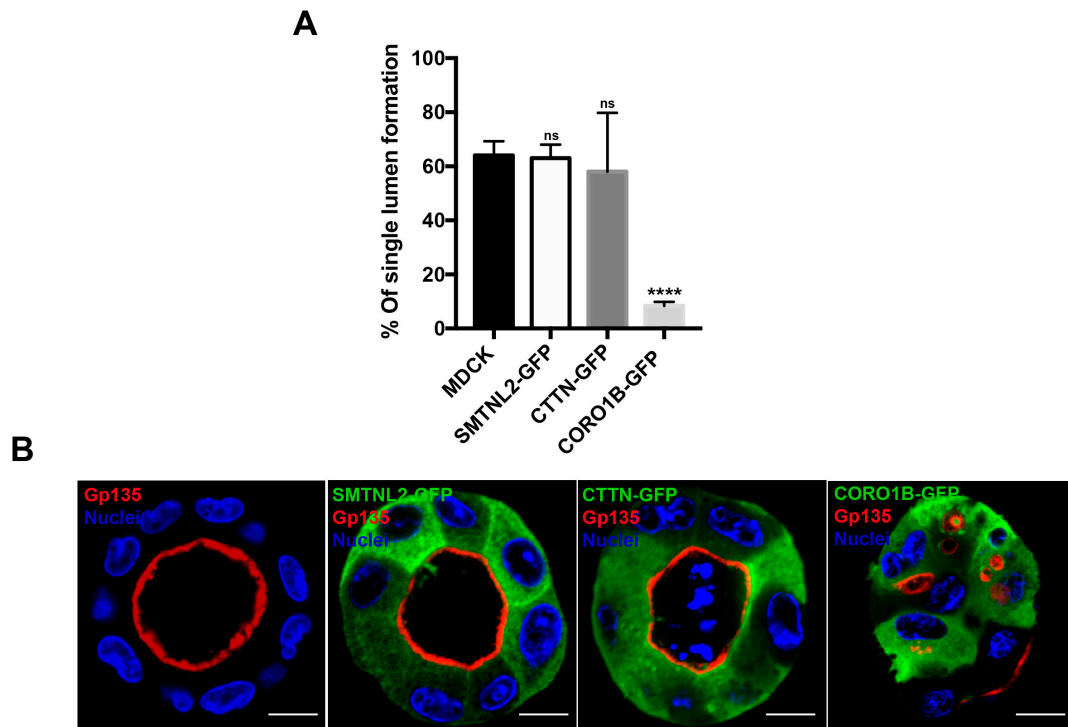 A
% Of single lumen formation
100
80
60
40
20
0
ns
ns
****
MDCK
SMTNL2-GFP
CTTN-GFP
CORO1B-GFP
B
Gp135
Nuclei
SMTNL2-GFP
Gp135
Nuclei
CTTN-GFP
Gp135
Nuclei
CORO1B-GFP
Gp135
Nuclei